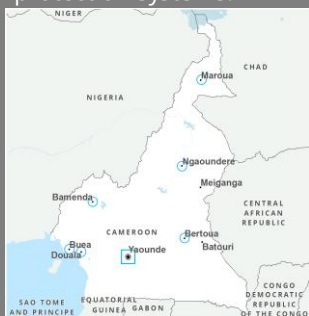 NIGER
CHAD
Maroua
NIGERIA
Ngaoundere
Meiganga
Bamenda
CENTRAL
AFRICAN
REPUBLIC
CAMEROON
Bertoua
Buea
Batouri
Douala
Yaounde
CONGO
DEMOCRATIC
REPUBLIC
OF THE CONGO
SAO TOME
AND PRINCIPE
EQUATORIAL
GUINEA
GABON